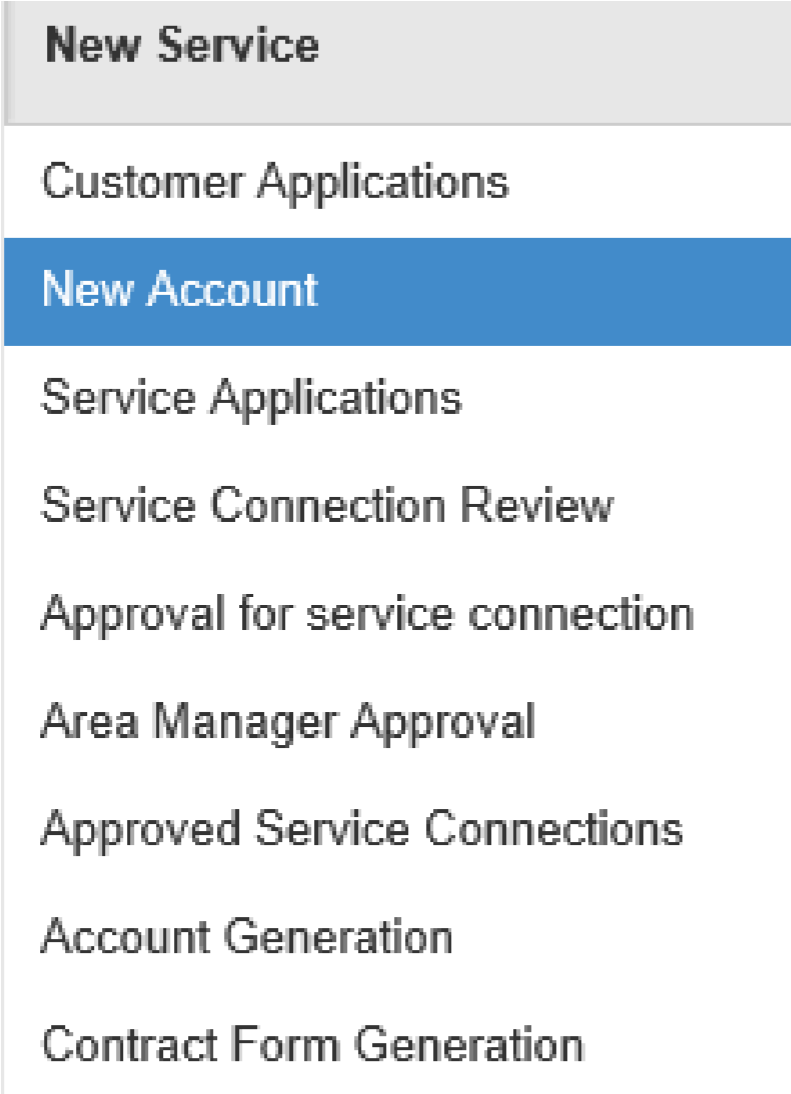 New Service
Customer Applications
New Account
Service Applications
Service Connection Review
Approval for service connection
Area Manager Approval
Approved Service Connections
Account Generation
Contract Form Generation